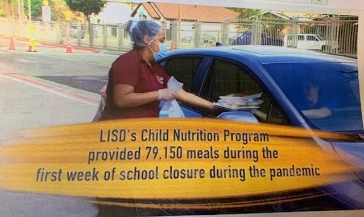 LISD's Child Nutrition Program
provided 79,150 meals during the
first week of school closure during the pandemic